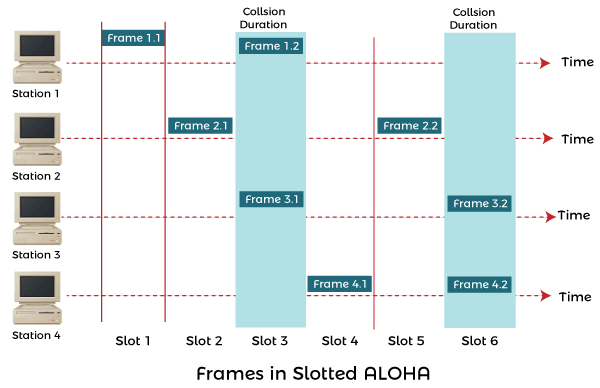 Collsion
Duration
Collsion
Duration
Frame 1.1
Frame 1.2
Time
Station 1
Frame 2.1
Frame 2.2
Time
Station 2
Frame 3.1
Frame 3.2
Time
Station 3
Frame 4.1
Frame 4.2
Time
Station 4
Slot 1
Slot 2
Slot 3
Slot 4
Slot 5
Slot 6
Frames in Slotted ALOHA